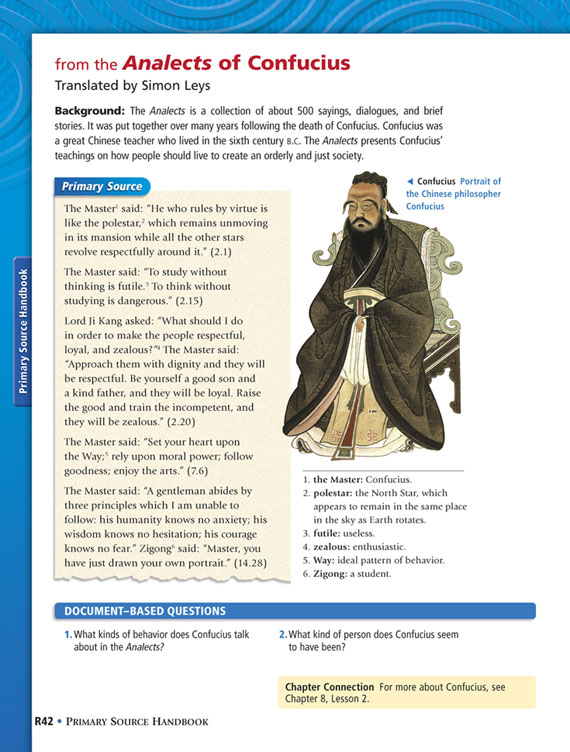 from the Analects of Confucius
Translated by Simon Leys
Background: The Analects is a collection of about 500 sayings, dialogues, and brief
stories. It was put together over many years following the death of Confucius. Confucius was
a great Chinese teacher who lived in the sixth century B.C. The Analects presents Confucius’
teachings on how people should live to create an orderly and just society.
Primary Source
The Master1 said: “He who rules by virtue is
like the polestar,2 which remains unmoving
in its mansion while all the other stars
revolve respectfully around it.” (2.1)
The Master said: “To study without
thinking is futile.3 To think without
studying is dangerous.” (2.15)
Lord Ji Kang asked: “What should I do
in order to make the people respectful,
loyal, and zealous?”4 The Master said:
“Approach them with dignity and they will
be respectful. Be yourself a good son and
a kind father, and they will be loyal. Raise
the good and train the incompetent, and
they will be zealous.” (2.20)
The Master said: “Set your heart upon
the Way;5 rely upon moral power; follow
goodness; enjoy the arts.” (7.6)
The Master said: “A gentleman abides by
three principles which I am unable to
follow: his humanity knows no anxiety; his
wisdom knows no hesitation; his courage
knows no fear.” Zigong6 said: “Master, you
have just drawn your own portrait.” (14.28)
◄ Confucius Portrait of
the Chinese philosopher
Confucius
1. the Master: Confucius.
2. polestar: the North Star, which
appears to remain in the same place
in the sky as Earth rotates.
3. futile: useless.
4. zealous: enthusiastic.
5. Way: ideal pattern of behavior.
6. Zigong: a student.
DOCUMENT–BASED QUESTIONS
1. What kinds of behavior does Confucius talk
about in the Analects?
2. What kind of person does Confucius seem
to have been?
Chapter Connection For more about Confucius, see
Chapter 8, Lesson 2.
R42 • PRIMARY SOURCE HANDBOOK
Primary Source Handbook